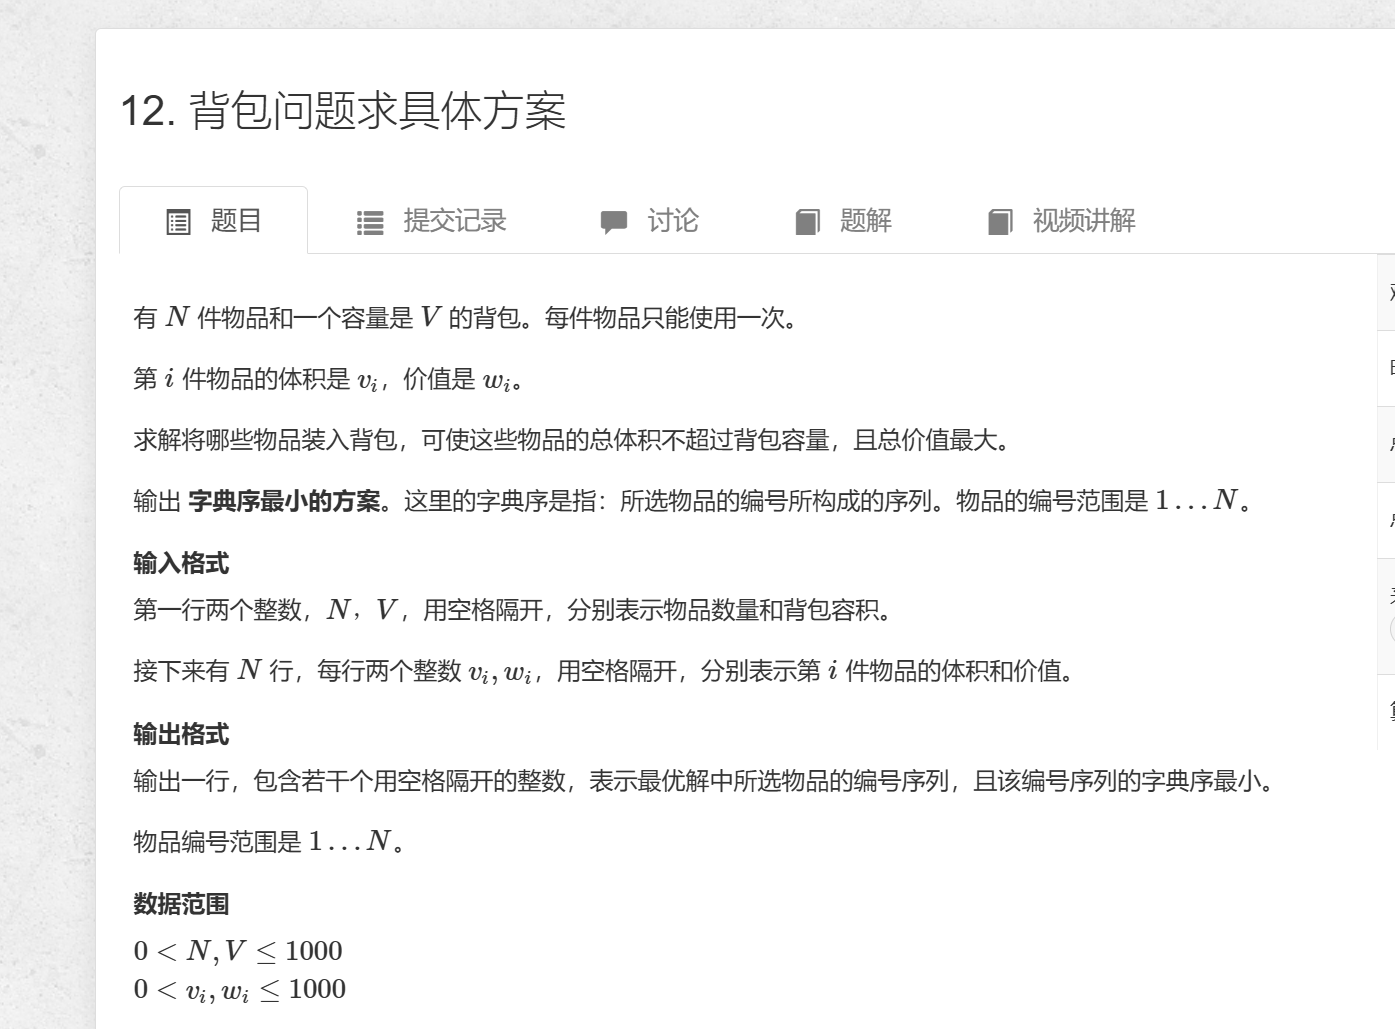 12. 背包问题求具体方案
题目 提交记录 讨论 题解 视频讲解
有 N 件物品和一个容量是 V 的背包。每件物品只能使用一次。
第 i 件物品的体积是 vᵢ，价值是 wᵢ。
求解将哪些物品装入背包，可使这些物品的总体积不超过背包容量，且总价值最大。
输出 字典序最小的方案。这里的字典序是指：所选物品的编号所构成的序列。物品的编号范围是 1…N。
输入格式
第一行两个整数，N，V，用空格隔开，分别表示物品数量和背包容积。
接下来有 N 行，每行两个整数 vᵢ, wᵢ，用空格隔开，分别表示第 i 件物品的体积和价值。
输出格式
输出一行，包含若干个用空格隔开的整数，表示最优解中所选物品的编号序列，且该编号序列的字典序最小。
物品编号范围是 1…N。
数据范围
0 < N, V ≤ 1000
0 < vᵢ, wᵢ ≤ 1000